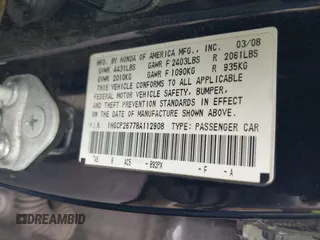 MFD. BY HONDA OF AMERICA MFG., INC. 03/08
GVWR 4431LBS GAWR F 2403LBS R 2061LBS
GVWR 2010KG GAWR F 1090KG R 935KG
THIS VEHICLE CONFORMS TO ALL APPLICABLE
FEDERAL MOTOR VEHICLE SAFETY, BUMPER,
AND THEFT PREVENTION STANDARDS IN EFFECT
ON THE DATE OF MANUFACTURE SHOWN ABOVE.
1HGCP26778A112908 TYPE: PASSENGER CAR
F A
DREAMBID